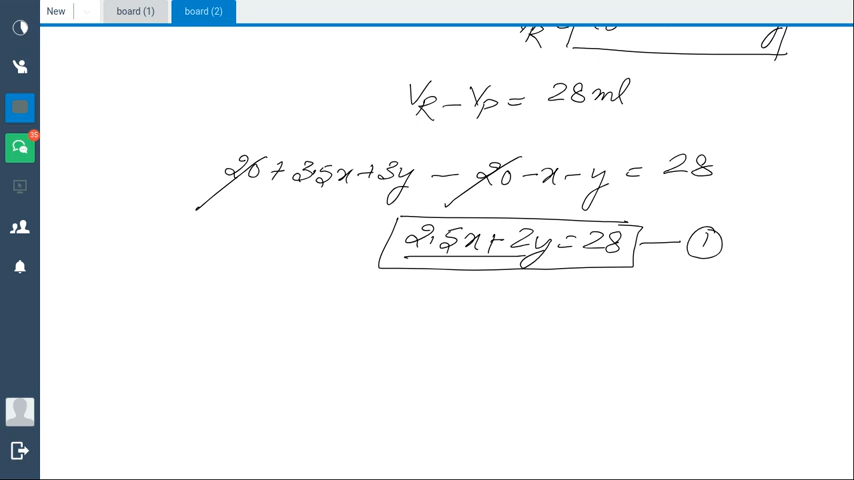 New board (1) board (2)
V_R - V_P = 28 ml
35
20 + 3.5x + 3y - 20 - x - y = 28
2.5x + 2y = 28 — ①